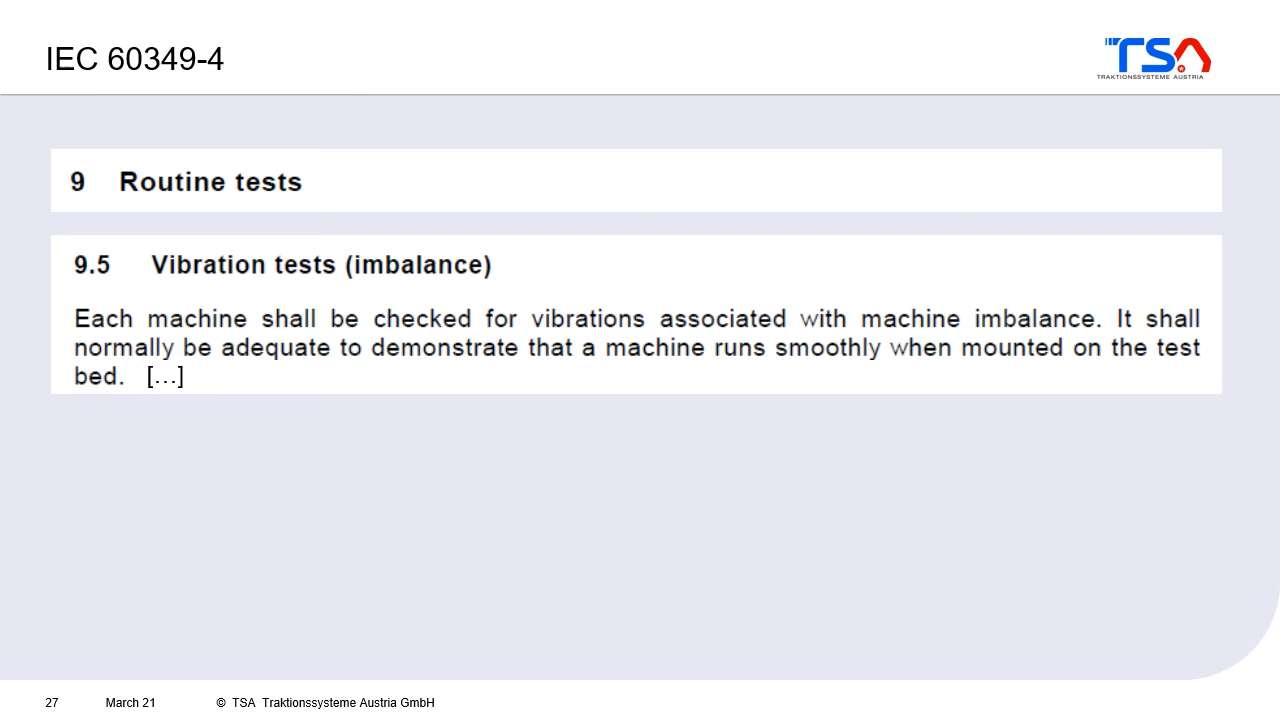 IEC 60349-4
TSA
TRAKTIONSSYSTEME AUSTRIA
9 Routine tests
9.5 Vibration tests (imbalance)
Each machine shall be checked for vibrations associated with machine imbalance. It shall
normally be adequate to demonstrate that a machine runs smoothly when mounted on the test
bed. [...]
27 March 21 © TSA Traktionssysteme Austria GmbH